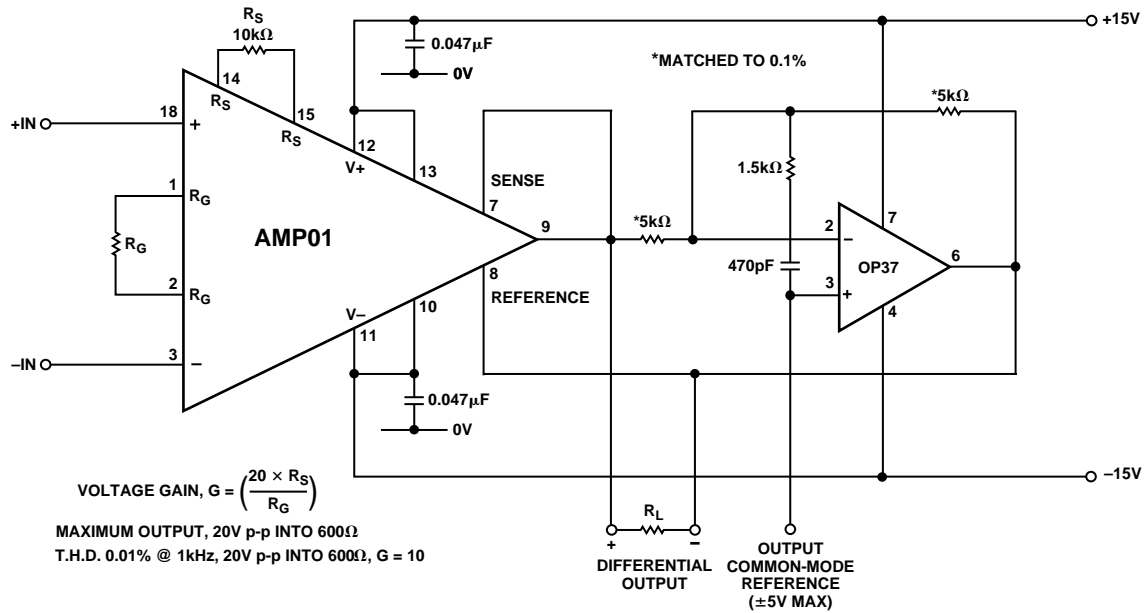 RS
10kΩ
14
RS
15
RS
0.047µF
0V
+15V
*MATCHED TO 0.1%
*5kΩ
+IN
18
+
12
V+
13
1
RG
RG
2
RG
AMP01
SENSE
7
9
8
REFERENCE
*5kΩ
1.5kΩ
470pF
2
−
3
+
OP37
7
6
4
V–
11
10
–IN
3
−
0.047µF
0V
–15V
VOLTAGE GAIN, G = (20 × RS / RG)
MAXIMUM OUTPUT, 20V p-p INTO 600Ω
T.H.D. 0.01% @ 1kHz, 20V p-p INTO 600Ω, G = 10
RL
+
−
DIFFERENTIAL
OUTPUT
OUTPUT
COMMON-MODE
REFERENCE
(±5V MAX)